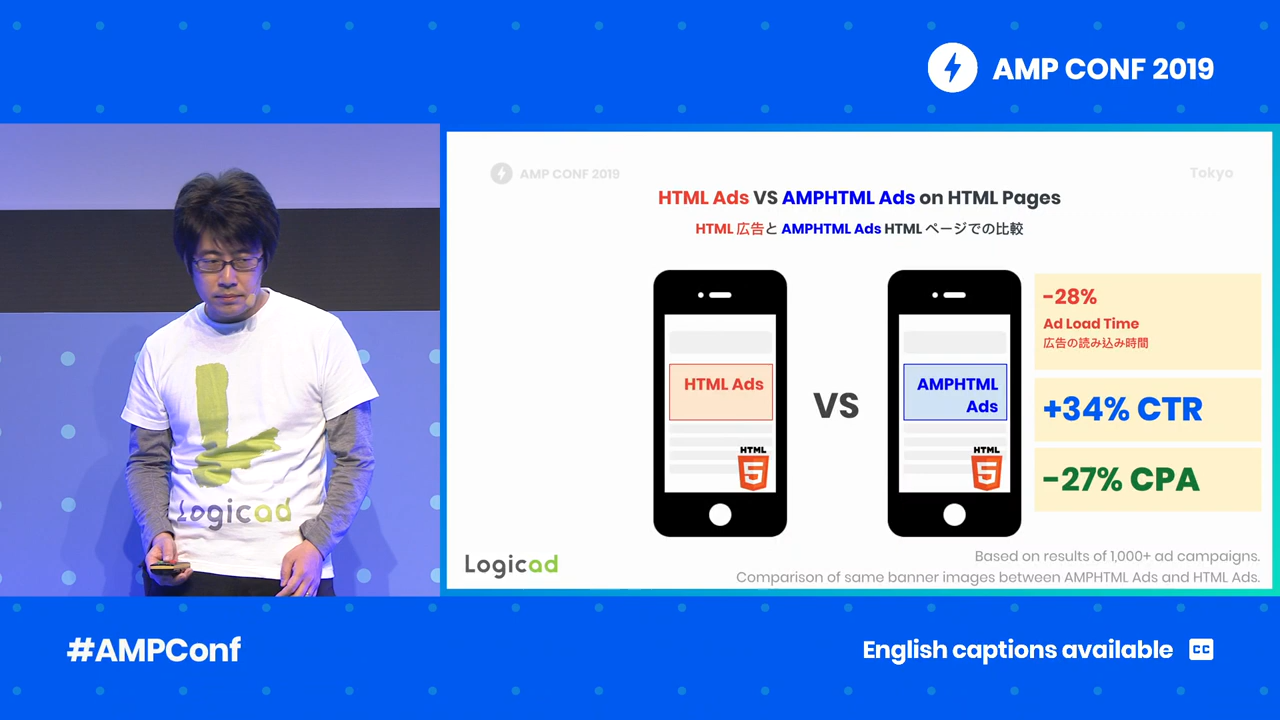 AMP CONF 2019
AMP CONF 2019
Tokyo
HTML Ads VS AMPHTML Ads on HTML Pages
HTML 広告と AMPHTML Ads HTML ページでの比較
HTML Ads
HTML
5
VS
AMPHTML
Ads
HTML
5
-28%
Ad Load Time
広告の読み込み時間
+34% CTR
-27% CPA
Logicad
Based on results of 1,000+ ad campaigns.
Comparison of same banner images between AMPHTML Ads and HTML Ads.
Logicad
#AMPConf
English captions available
CC